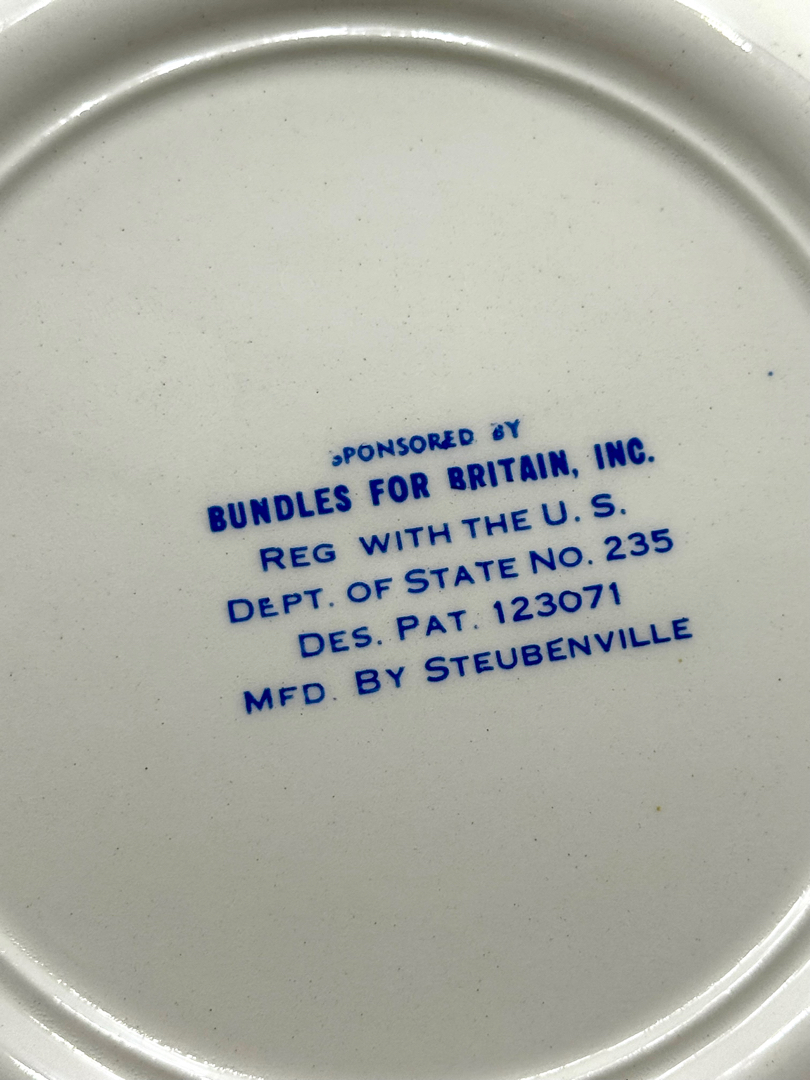 SPONSORED BY
BUNDLES FOR BRITAIN, INC.
REG WITH THE U. S.
DEPT. OF STATE NO. 235
DES. PAT. 123071
MFD. BY STEUBENVILLE